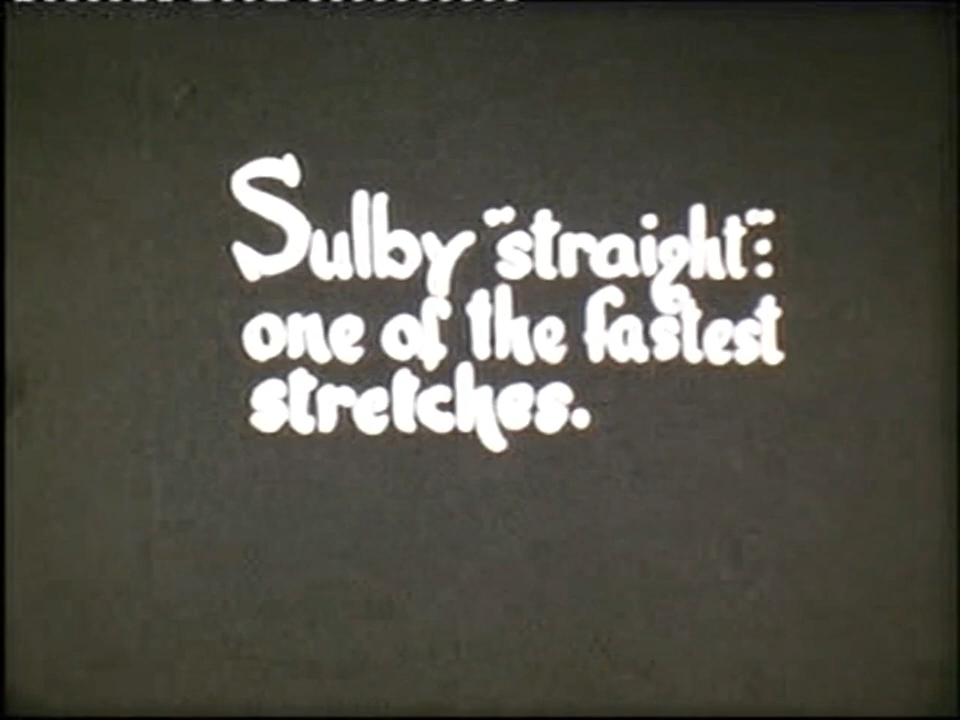 Sulby "straight":
one of the fastest
stretches.